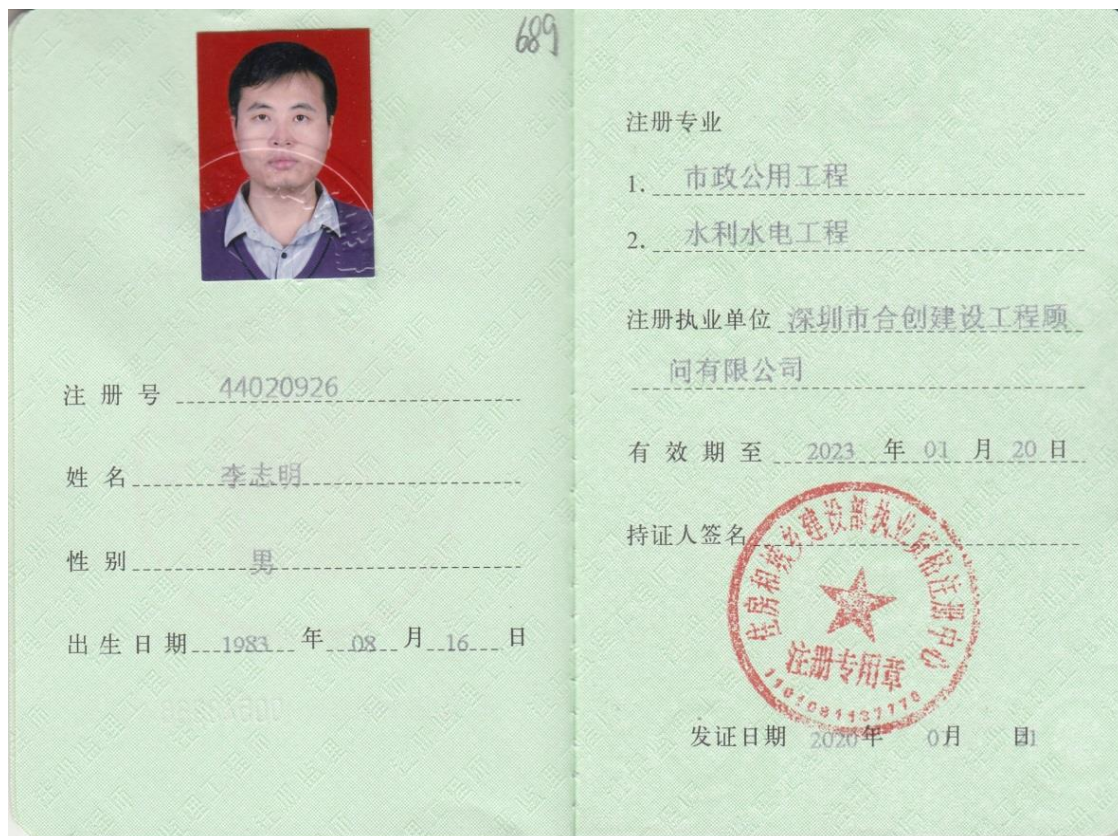 689
注册号 44020926
姓名 李志明
性别 男
出生日期 1983 年 08 月 16 日
注册专业
1. 市政公用工程
2. 水利水电工程
注册执业单位 深圳市合创建设工程顾
问有限公司
有效期至 2023 年 01 月 20 日
持证人签名
住房和城乡建设部执业资格注册中心
注册专用章
发证日期 2020年 月 日